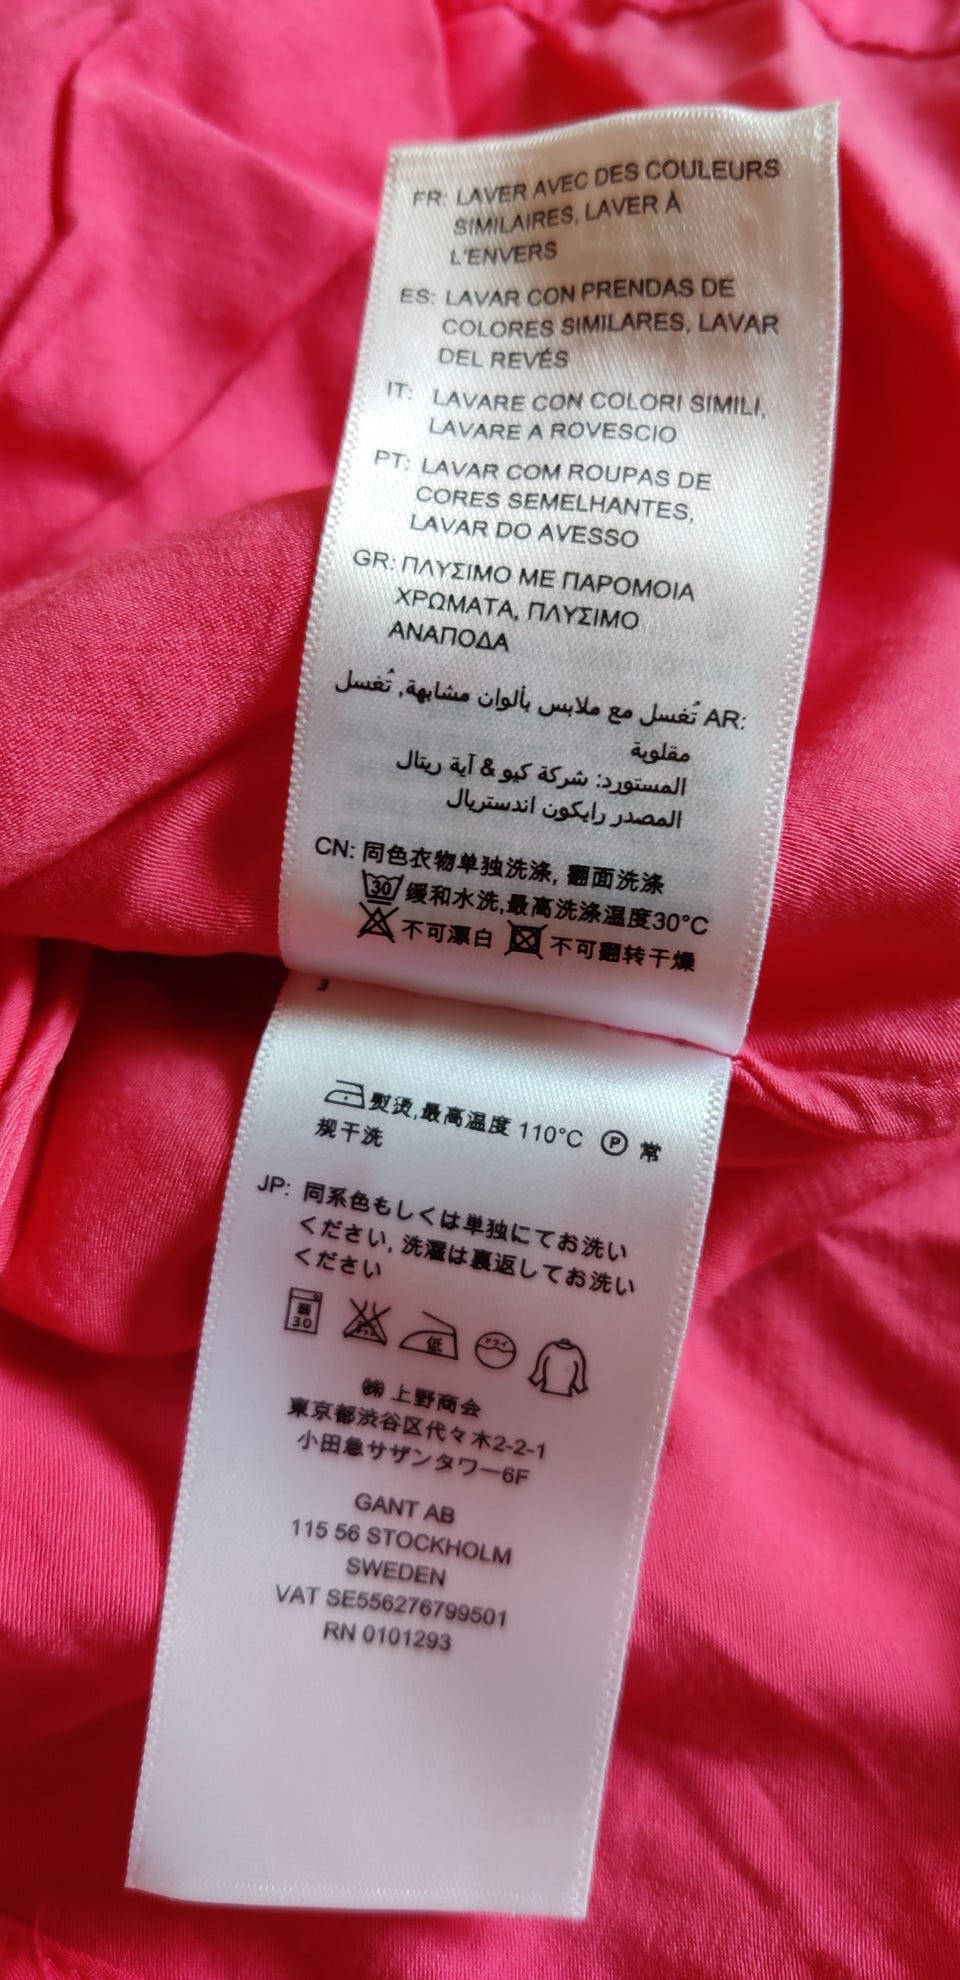 FR: LAVER AVEC DES COULEURS
SIMILAIRES, LAVER À
L'ENVERS
ES: LAVAR CON PRENDAS DE
COLORES SIMILARES, LAVAR
DEL REVÉS
IT: LAVARE CON COLORI SIMILI,
LAVARE A ROVESCIO
PT: LAVAR COM ROUPAS DE
CORES SEMELHANTES,
LAVAR DO AVESSO
GR: ΠΛΥΣΙΜΟ ΜΕ ΠΑΡΟΜΟΙΑ
ΧΡΩΜΑΤΑ, ΠΛΥΣΙΜΟ
ΑΝΑΠΟΔΑ
AR: تُغسل مع ملابس بألوان مشابهة, تُغسل
مقلوبة
المستورد: شركة كيو & آية ريتال
المصدر رايكون اندستريال
CN: 同色衣物单独洗涤, 翻面洗涤
30 缓和水洗,最高洗涤温度30°C
不可漂白 不可翻转干燥
3
熨烫,最高温度 110°C P 常
规干洗
JP: 同系色もしくは単独にてお洗い
ください, 洗濯は裏返してお洗い
ください
弱
30
低 ドライ
㈱ 上野商会
東京都渋谷区代々木2-2-1
小田急サザンタワー6F
GANT AB
115 56 STOCKHOLM
SWEDEN
VAT SE556276799501
RN 0101293